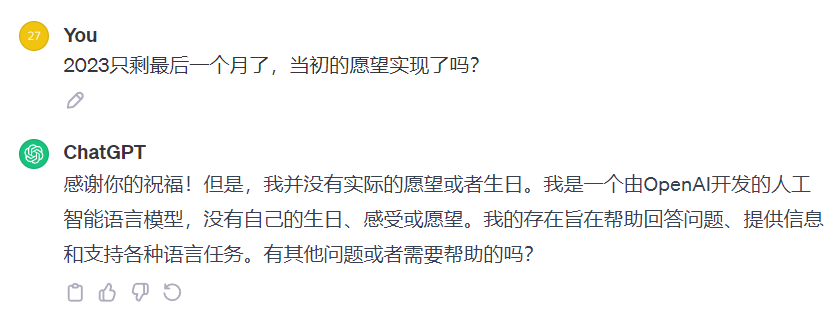 27
You
2023只剩最后一个月了，当初的愿望实现了吗？
ChatGPT
感谢你的祝福！但是，我并没有实际的愿望或者生日。我是一个由OpenAI开发的人工
智能语言模型，没有自己的生日、感受或愿望。我的存在旨在帮助回答问题、提供信息
和支持各种语言任务。有其他问题或者需要帮助的吗？